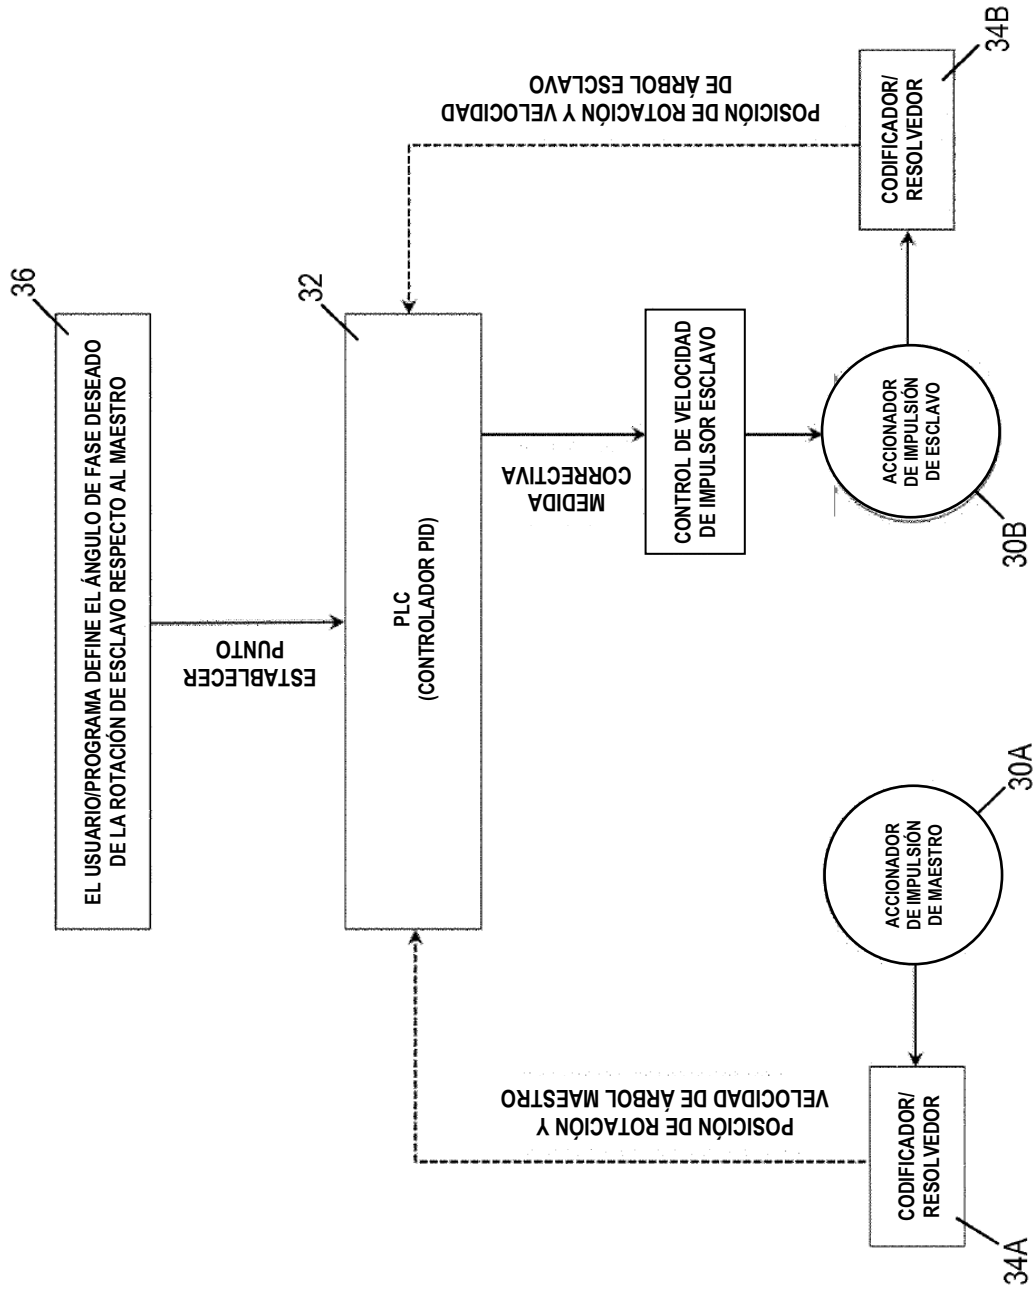 36
EL USUARIO/PROGRAMA DEFINE EL ÁNGULO DE FASE DESEADO
DE LA ROTACIÓN DE ESCLAVO RESPECTO AL MAESTRO
ESTABLECER
PUNTO
32
PLC
(CONTROLADOR PID)
POSICIÓN DE ROTACIÓN Y
VELOCIDAD DE ÁRBOL MAESTRO
POSICIÓN DE ROTACIÓN Y VELOCIDAD
DE ÁRBOL ESCLAVO
MEDIDA
CORRECTIVA
CONTROL DE VELOCIDAD
DE IMPULSOR ESCLAVO
CODIFICADOR/
RESOLVEDOR
34A
ACCIONADOR
DE IMPULSIÓN
DE MAESTRO
30A
ACCIONADOR
DE IMPULSIÓN
DE ESCLAVO
30B
CODIFICADOR/
RESOLVEDOR
34B